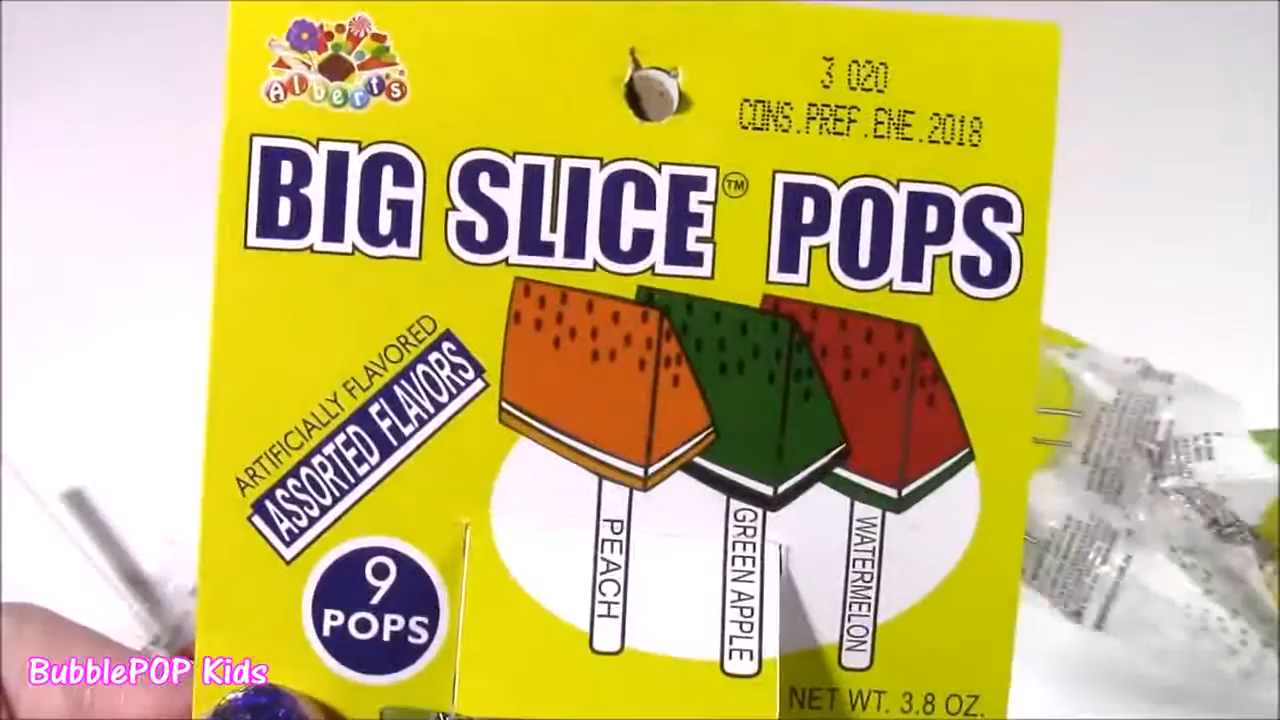 Albert's
3 020
CONS.PREF.ENE.2018
BIG SLICE™ POPS
ARTIFICIALLY FLAVORED
ASSORTED FLAVORS
9
POPS
PEACH
GREEN APPLE
WATERMELON
NET WT. 3.8 OZ.
BubblePOP Kids